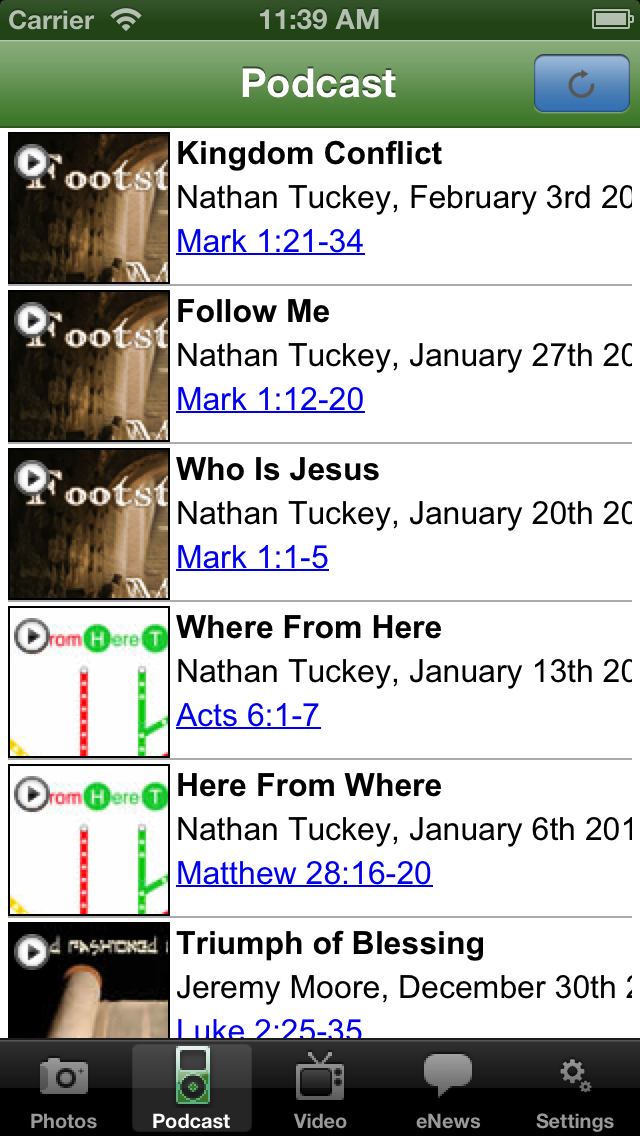 Carrier 11:39 AM
Podcast
Footst
Kingdom Conflict
Nathan Tuckey, February 3rd 20
Mark 1:21-34
Footst
Follow Me
Nathan Tuckey, January 27th 20
Mark 1:12-20
Footst
Who Is Jesus
Nathan Tuckey, January 20th 20
Mark 1:1-5
rom Here T
Where From Here
Nathan Tuckey, January 13th 20
Acts 6:1-7
rom Here T
Here From Where
Nathan Tuckey, January 6th 201
Matthew 28:16-20
d Fashioned
Triumph of Blessing
Jeremy Moore, December 30th 2
Luke 2:25-35
Photos Podcast Video eNews Settings